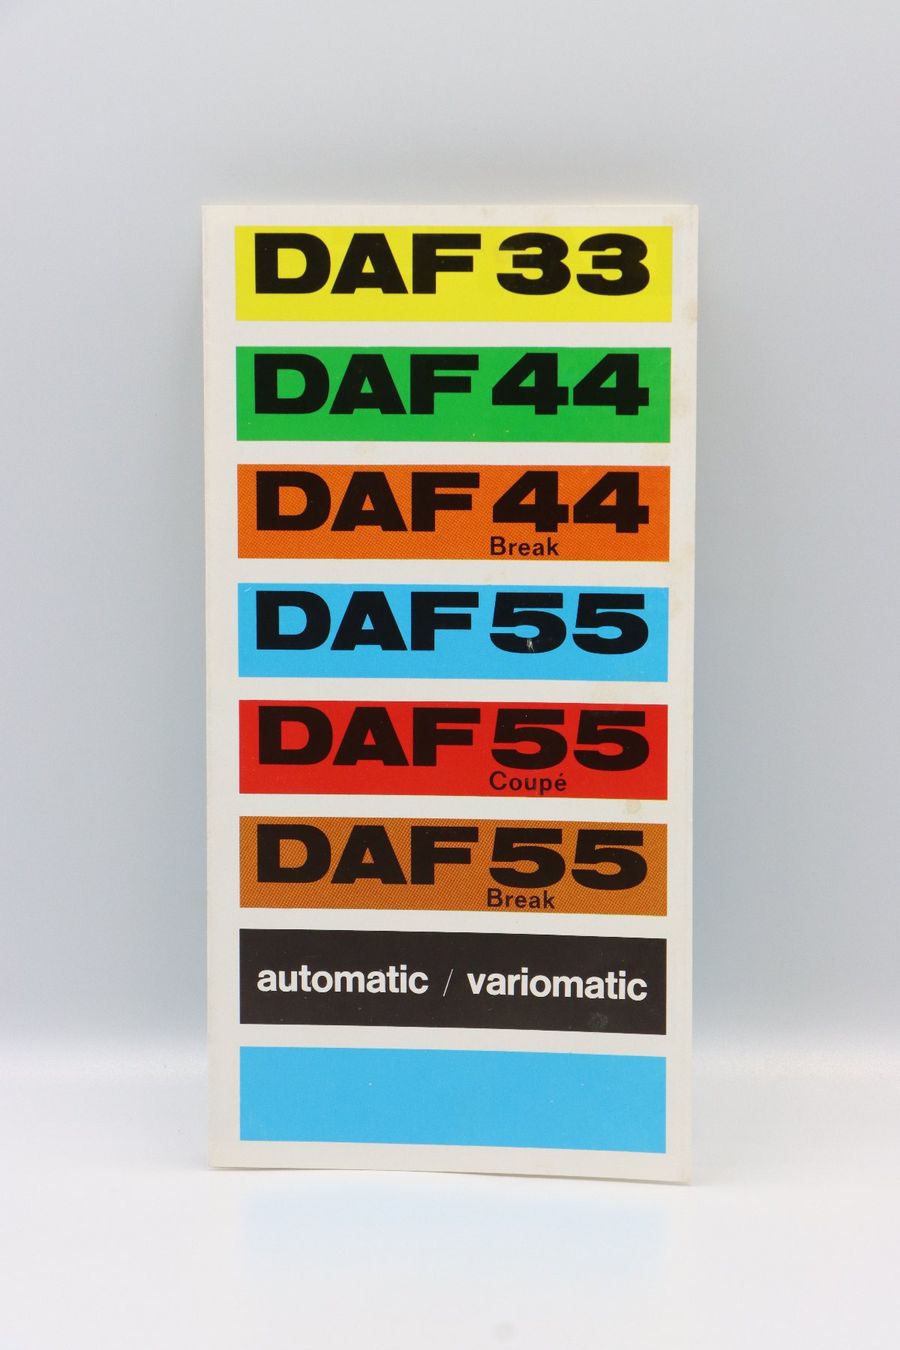 DAF 33
DAF 44
DAF 44
Break
DAF 55
DAF 55
Coupé
DAF 55
Break
automatic / variomatic